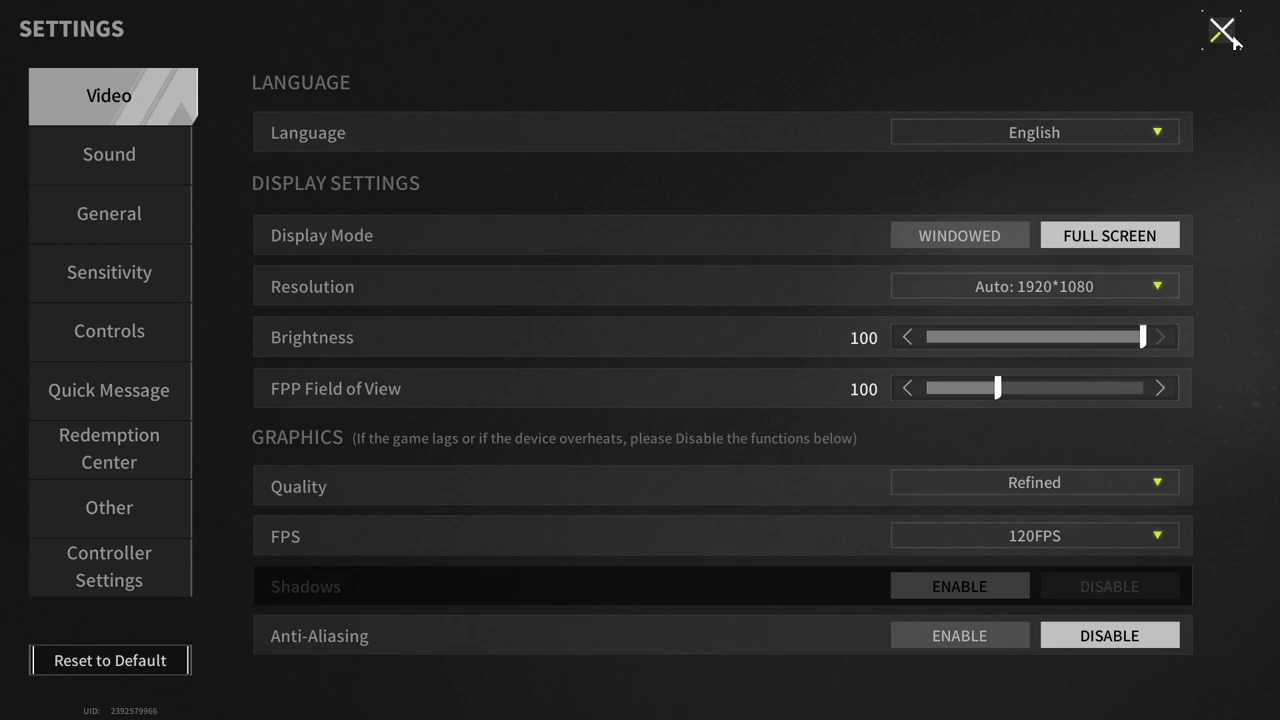 SETTINGS
Video
Sound
General
Sensitivity
Controls
Quick Message
Redemption
Center
Other
Controller
Settings
Reset to Default
UID: 2392579966
LANGUAGE
Language English
DISPLAY SETTINGS
Display Mode WINDOWED FULL SCREEN
Resolution Auto: 1920*1080
Brightness 100
FPP Field of View 100
GRAPHICS (If the game lags or if the device overheats, please Disable the functions below)
Quality Refined
FPS 120FPS
Shadows ENABLE DISABLE
Anti-Aliasing ENABLE DISABLE